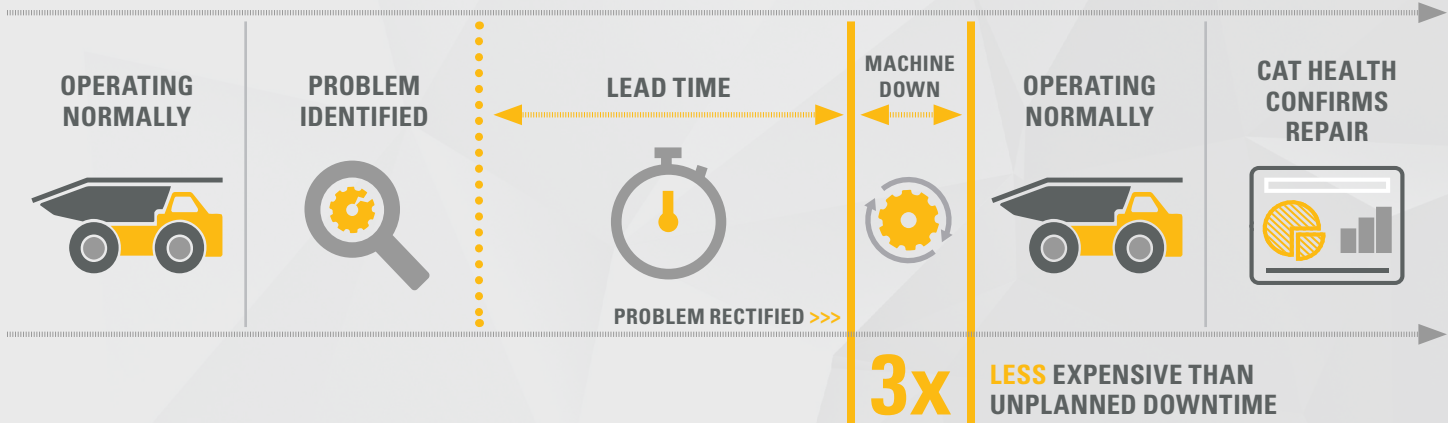 OPERATING
NORMALLY
PROBLEM
IDENTIFIED
LEAD TIME
MACHINE
DOWN
OPERATING
NORMALLY
CAT HEALTH
CONFIRMS
REPAIR
PROBLEM RECTIFIED >>>
3x
LESS EXPENSIVE THAN
UNPLANNED DOWNTIME